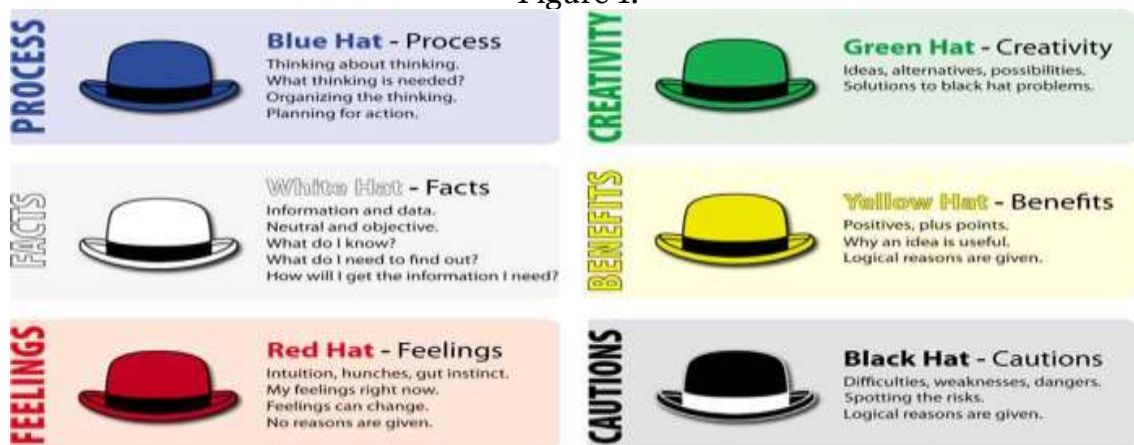 Figure 1.
PROCESS
Blue Hat - Process
Thinking about thinking.
What thinking is needed?
Organizing the thinking.
Planning for action.
CREATIVITY
Green Hat - Creativity
Ideas, alternatives, possibilities.
Solutions to black hat problems.
FACTS
White Hat - Facts
Information and data.
Neutral and objective.
What do I know?
What do I need to find out?
How will I get the information I need?
BENEFITS
Yellow Hat - Benefits
Positives, plus points.
Why an idea is useful.
Logical reasons are given.
FEELINGS
Red Hat - Feelings
Intuition, hunches, gut instinct.
My feelings right now.
Feelings can change.
No reasons are given.
CAUTIONS
Black Hat - Cautions
Difficulties, weaknesses, dangers.
Spotting the risks.
Logical reasons are given.